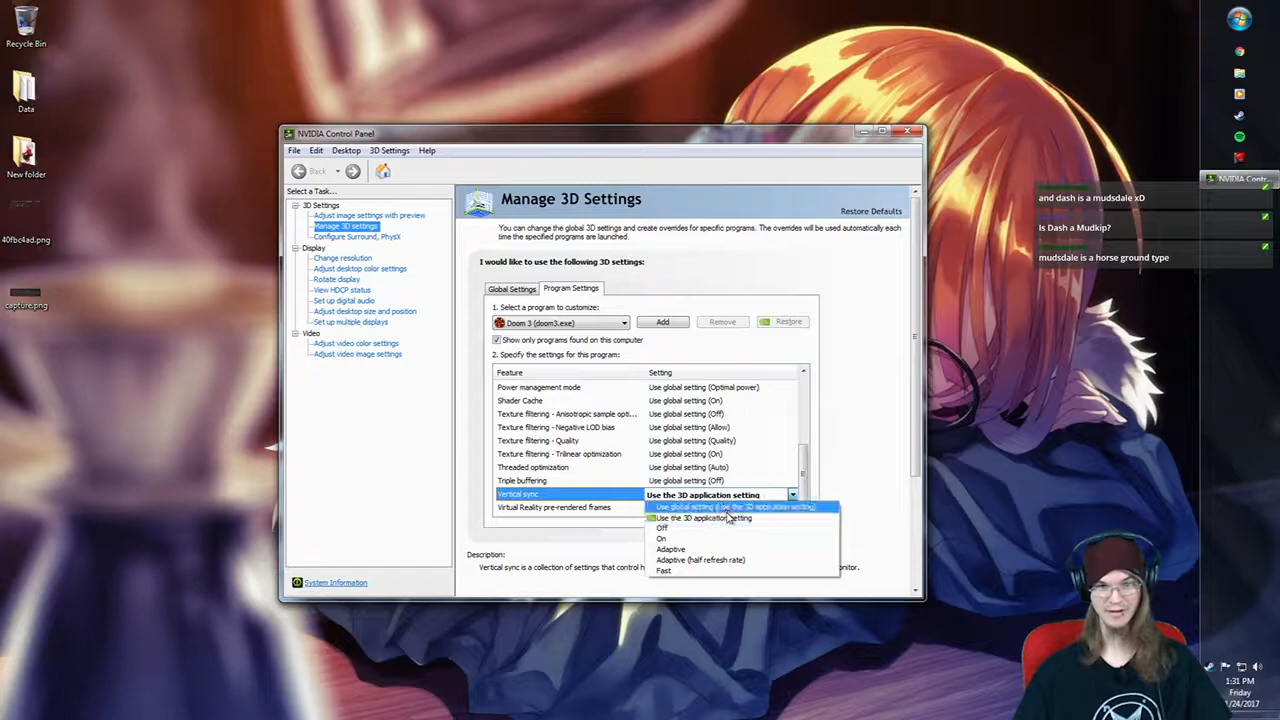 Recycle Bin
Data
New folder
40fbc4ad.png
capture.png
NVIDIA Control Panel
File Edit Desktop 3D Settings Help
Back
Select a Task...
3D Settings
Adjust image settings with preview
Manage 3D settings
Configure Surround, PhysX
Display
Change resolution
Adjust desktop color settings
Rotate display
View HDCP status
Set up digital audio
Adjust desktop size and position
Set up multiple displays
Video
Adjust video color settings
Adjust video image settings
System Information
Manage 3D Settings
Restore Defaults
You can change the global 3D settings and create overrides for specific programs. The overrides will be used automatically each
time the specified programs are launched.
I would like to use the following 3D settings:
Global Settings Program Settings
1. Select a program to customize:
Doom 3 (doom3.exe) Add Remove Restore
Show only programs found on this computer
2. Specify the settings for this program:
Feature Setting
Power management mode Use global setting (Optimal power)
Shader Cache Use global setting (On)
Texture filtering - Anisotropic sample opti... Use global setting (Off)
Texture filtering - Negative LOD bias Use global setting (Allow)
Texture filtering - Quality Use global setting (Quality)
Texture filtering - Trilinear optimization Use global setting (On)
Threaded optimization Use global setting (Auto)
Triple buffering Use global setting (Off)
Vertical sync Use the 3D application setting
Virtual Reality pre-rendered frames
Use global setting (Use the 3D application setting)
Use the 3D application setting
Off
On
Adaptive
Adaptive (half refresh rate)
Fast
Description:
Vertical sync is a collection of settings that control
NVIDIA Contr...
and dash is a mudsdale xD
Is Dash a Mudkip?
mudsdale is a horse ground type
1:31 PM
Friday
1/24/2017